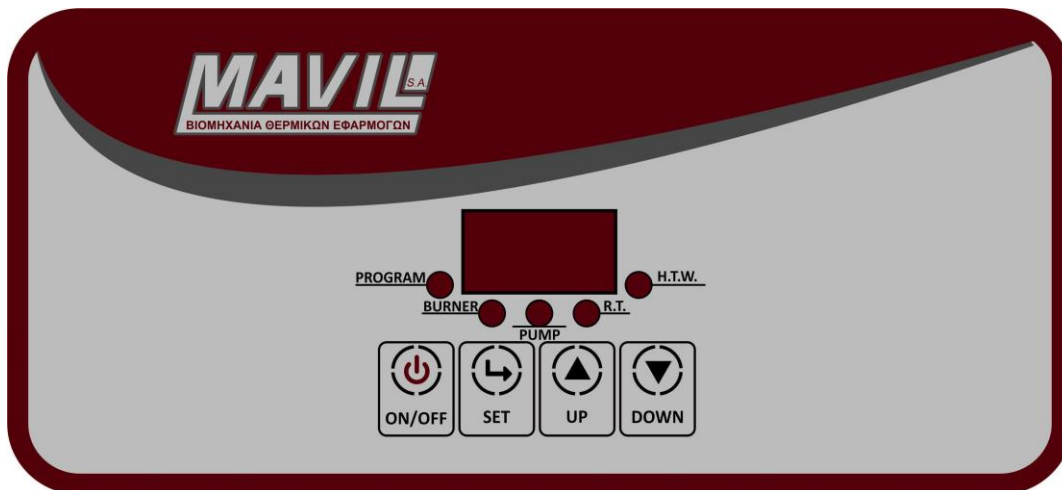 MAVIL S.A.
ΒΙΟΜΗΧΑΝΙΑ ΘΕΡΜΙΚΩΝ ΕΦΑΡΜΟΓΩΝ
PROGRAM
H.T.W.
BURNER
R.T.
PUMP
ON/OFF
SET
UP
DOWN